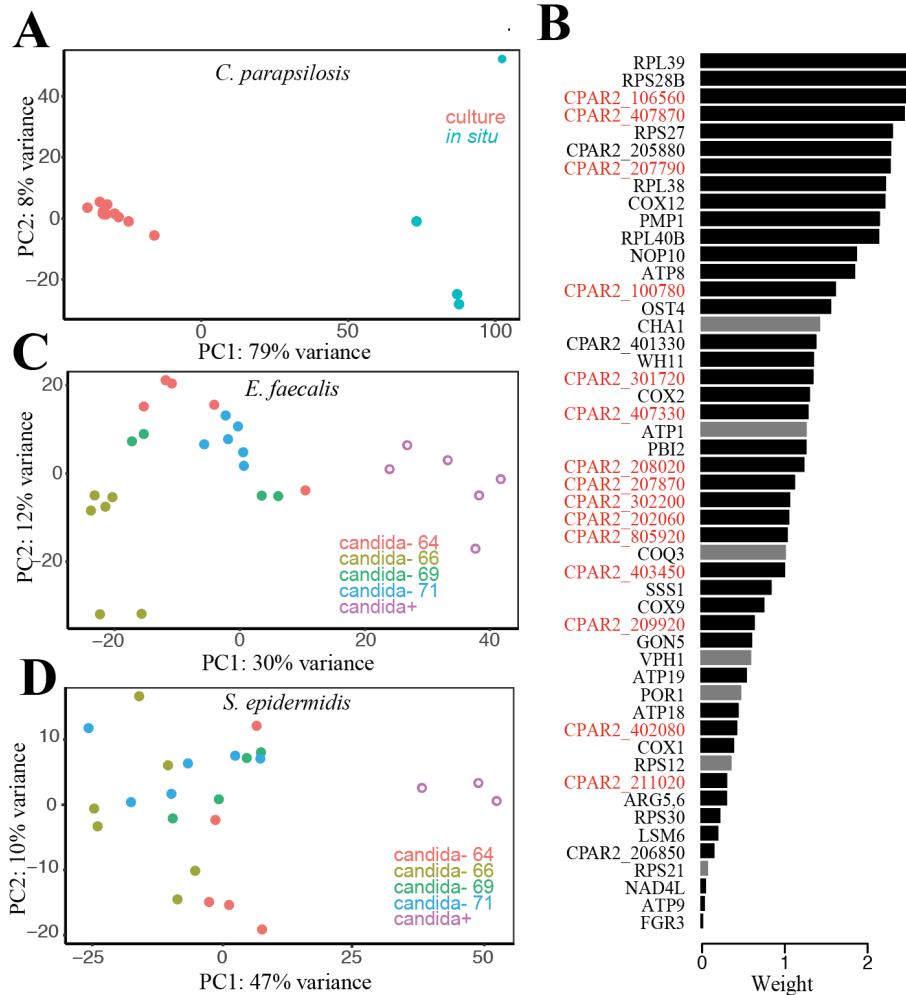 A
C. parapsilosis
culture
in situ
40
20
0
−20
PC2: 8% variance
0
50
100
PC1: 79% variance
B
RPL39
RPS28B
CPAR2_106560
CPAR2_407870
RPS27
CPAR2_205880
CPAR2_207790
RPL38
COX12
PMP1
RPL40B
NOP10
ATP8
CPAR2_100780
OST4
CHA1
CPAR2_401330
WH11
CPAR2_301720
COX2
CPAR2_407330
ATP1
PBI2
CPAR2_208020
CPAR2_207870
CPAR2_302200
CPAR2_202060
CPAR2_805920
COQ3
CPAR2_403450
SSS1
COX9
CPAR2_209920
GON5
VPH1
ATP19
POR1
ATP18
CPAR2_402080
COX1
RPS12
CPAR2_211020
ARG5,6
RPS30
LSM6
CPAR2_206850
RPS21
NAD4L
ATP9
FGR3
0
1
2
Weight
C
E. faecalis
20
0
−20
PC2: 12% variance
candida- 64
candida- 66
candida- 69
candida- 71
candida+
−20
0
20
40
PC1: 30% variance
D
S. epidermidis
10
0
−10
−20
PC2: 10% variance
candida- 64
candida- 66
candida- 69
candida- 71
candida+
-25
0
25
50
PC1: 47% variance